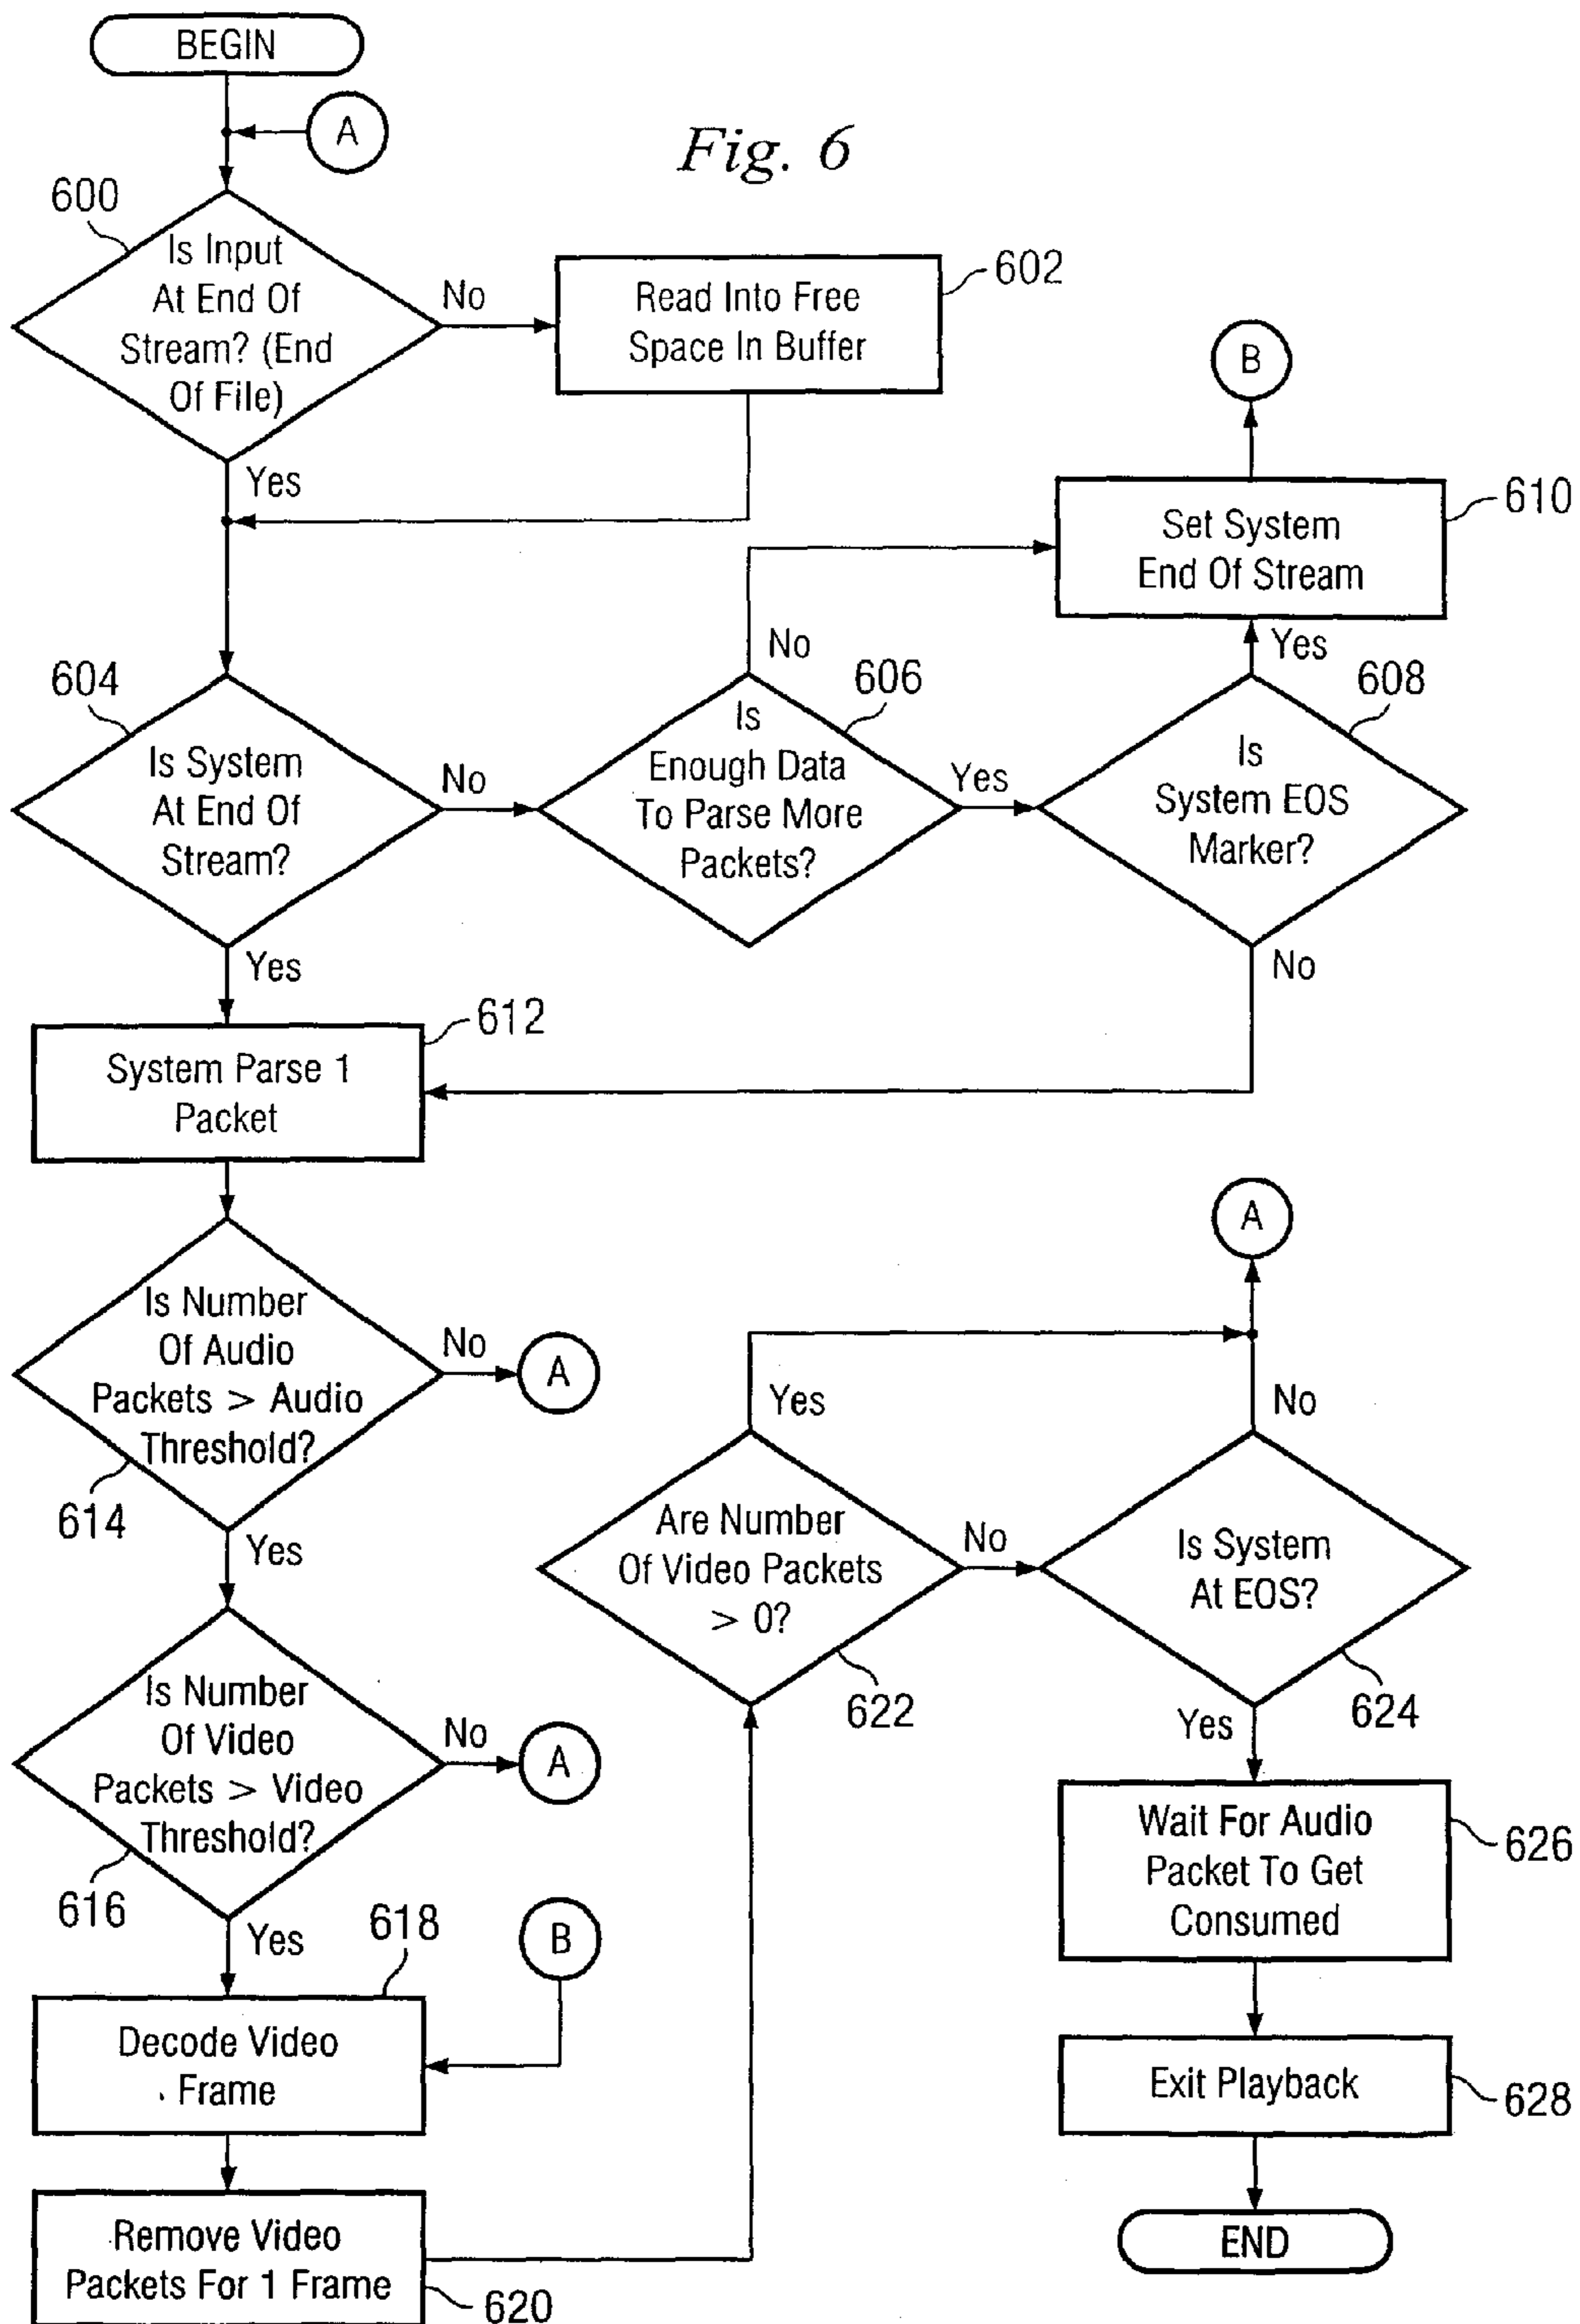 BEGIN
A
Fig. 6
600
Is Input
At End Of
Stream? (End
Of File)
No
Yes
602
Read Into Free
Space In Buffer
B
610
Set System
End Of Stream
604
Is System
At End Of
Stream?
No
Yes
606
Is
Enough Data
To Parse More
Packets?
No
Yes
608
Is
System EOS
Marker?
Yes
No
612
System Parse 1
Packet
Is Number
Of Audio
Packets > Audio
Threshold?
614
No
A
Yes
Is Number
Of Video
Packets > Video
Threshold?
616
No
A
Yes
618
B
Decode Video
Frame
Remove Video
Packets For 1 Frame
620
Are Number
Of Video Packets
> 0?
622
Yes
No
A
No
Is System
At EOS?
624
Yes
Wait For Audio
Packet To Get
Consumed
626
Exit Playback
628
END